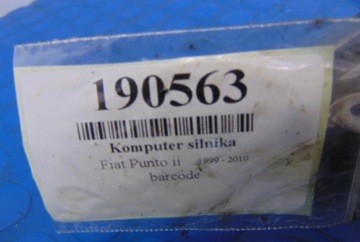 190563
Komputer silnika
Fiat Punto ii 1999 - 2010
barcode